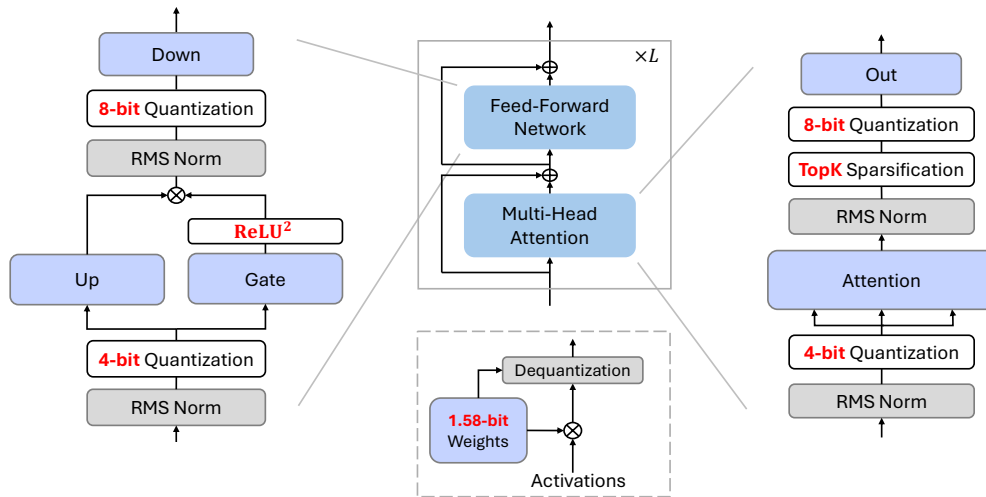 Down
8-bit Quantization
RMS Norm
ReLU²
Up
Gate
4-bit Quantization
RMS Norm
×L
Feed-Forward
Network
Multi-Head
Attention
Dequantization
1.58-bit
Weights
Activations
Out
8-bit Quantization
TopK Sparsification
RMS Norm
Attention
4-bit Quantization
RMS Norm